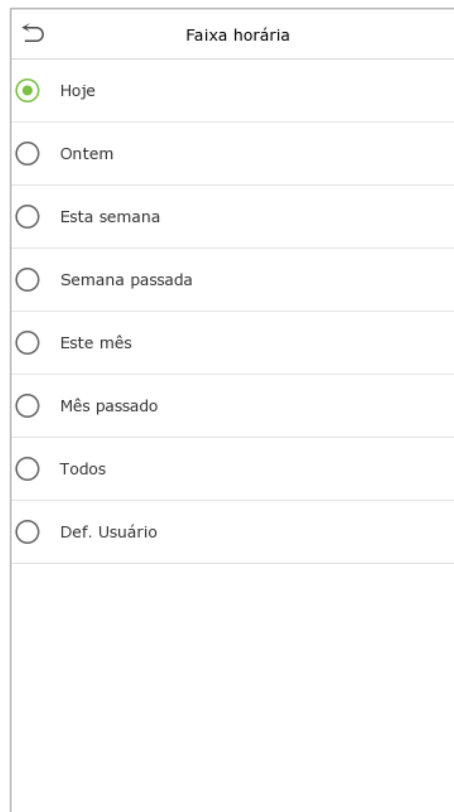 Faixa horária
Hoje
Ontem
Esta semana
Semana passada
Este mês
Mês passado
Todos
Def. Usuário